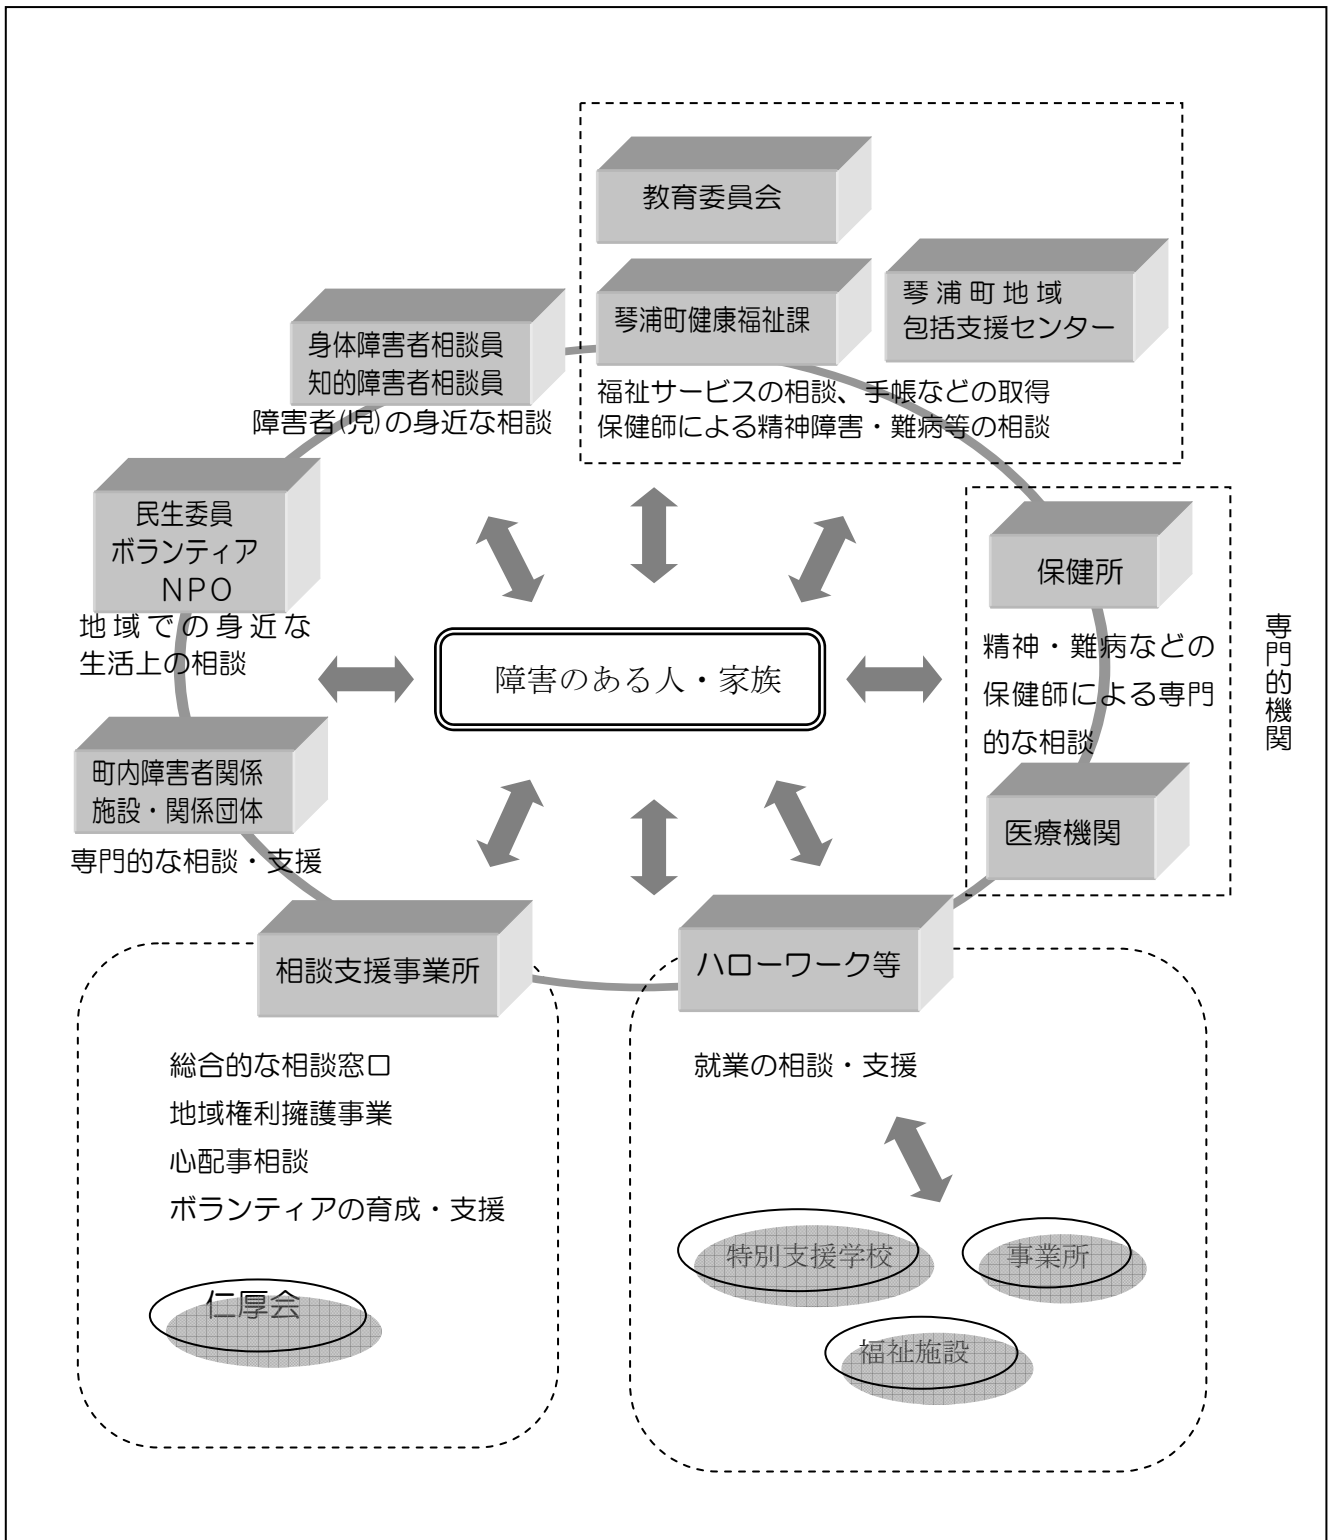 教育委員会
琴浦町健康福祉課
琴浦町地域
包括支援センター
福祉サービスの相談、手帳などの取得
保健師による精神障害・難病等の相談
身体障害者相談員
知的障害者相談員
障害者(児)の身近な相談
民生委員
ボランティア
NPO
地域での身近な
生活上の相談
保健所
精神・難病などの
保健師による専門
的な相談
医療機関
専門的機関
障害のある人・家族
町内障害者関係
施設・関係団体
専門的な相談・支援
相談支援事業所
総合的な相談窓口
地域権利擁護事業
心配事相談
ボランティアの育成・支援
仁厚会
ハローワーク等
就業の相談・支援
特別支援学校
事業所
福祉施設